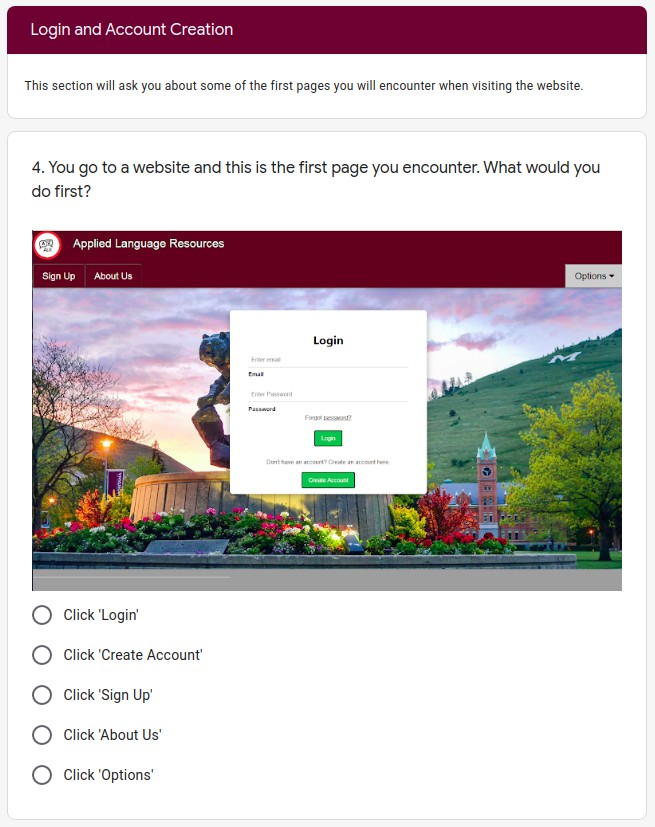 Login and Account Creation
This section will ask you about some of the first pages you will encounter when visiting the website.
4. You go to a website and this is the first page you encounter. What would you
do first?
Applied Language Resources
Sign Up About Us Options
Login
Enter email
Email
Enter Password
Password
Forgot password?
Login
Don't have an account? Create an account here
Create Account
Click 'Login'
Click 'Create Account'
Click 'Sign Up'
Click 'About Us'
Click 'Options'